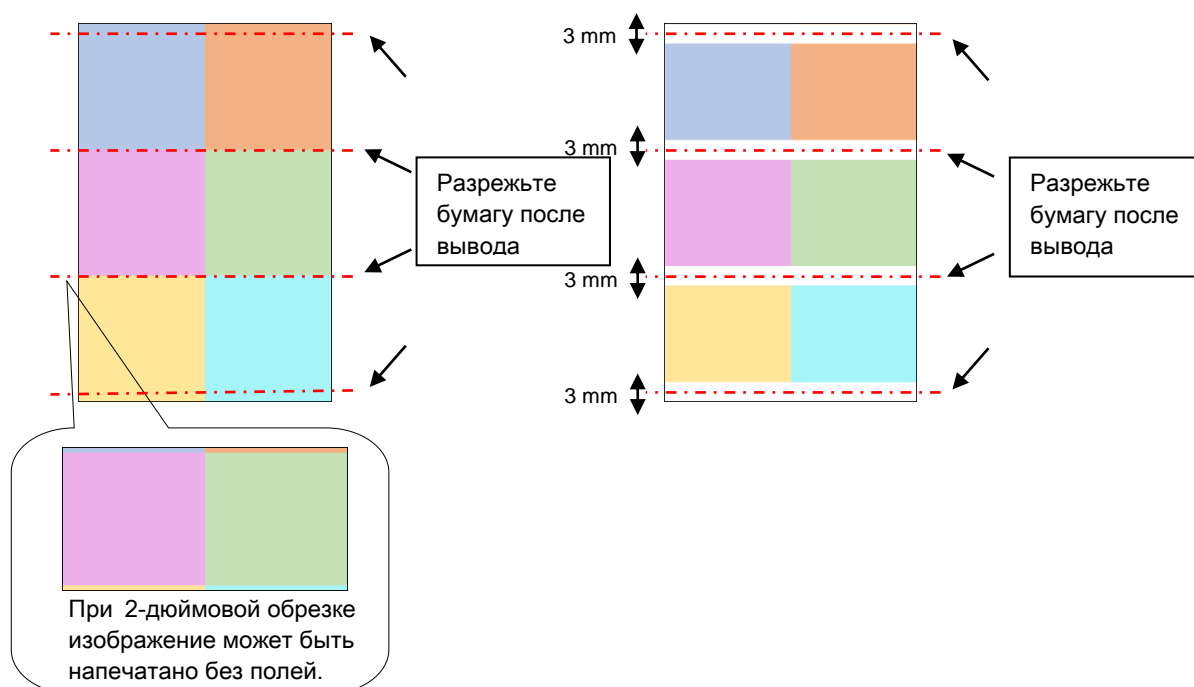 Разрежьте
бумагу после
вывода
При 2-дюймовой обрезке
изображение может быть
напечатано без полей.
3 mm
3 mm
3 mm
3 mm
Разрежьте
бумагу после
вывода